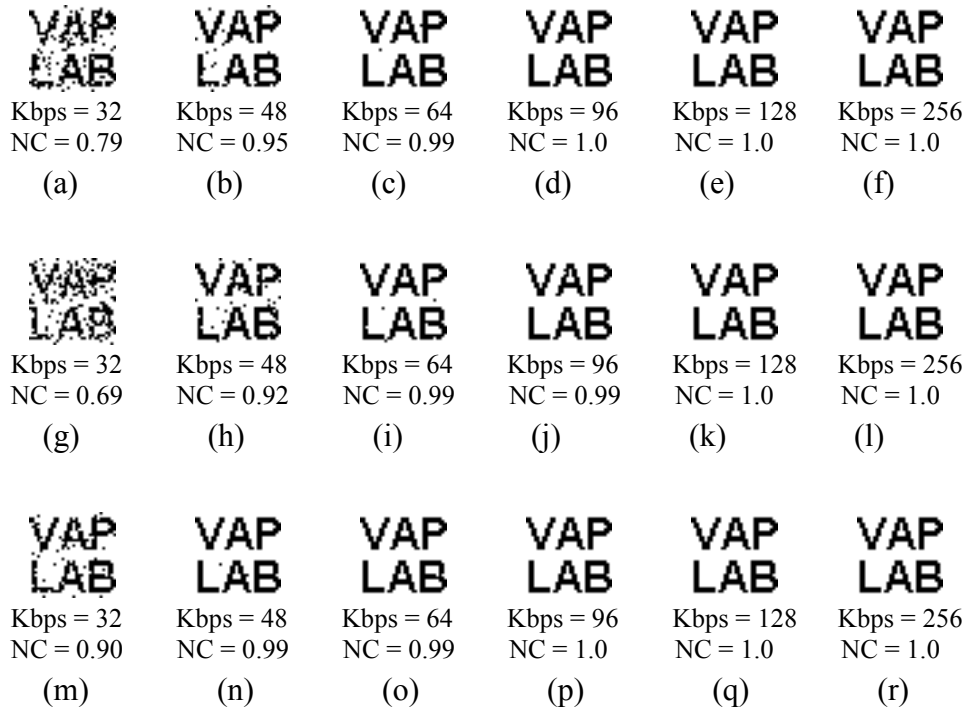 VAP VAP VAP VAP VAP VAP
LAB LAB LAB LAB LAB LAB
Kbps = 32 Kbps = 48 Kbps = 64 Kbps = 96 Kbps = 128 Kbps = 256
NC = 0.79 NC = 0.95 NC = 0.99 NC = 1.0 NC = 1.0 NC = 1.0
(a) (b) (c) (d) (e) (f)
VAP VAP VAP VAP VAP VAP
LAB LAB LAB LAB LAB LAB
Kbps = 32 Kbps = 48 Kbps = 64 Kbps = 96 Kbps = 128 Kbps = 256
NC = 0.69 NC = 0.92 NC = 0.99 NC = 0.99 NC = 1.0 NC = 1.0
(g) (h) (i) (j) (k) (l)
VAP VAP VAP VAP VAP VAP
LAB LAB LAB LAB LAB LAB
Kbps = 32 Kbps = 48 Kbps = 64 Kbps = 96 Kbps = 128 Kbps = 256
NC = 0.90 NC = 0.99 NC = 0.99 NC = 1.0 NC = 1.0 NC = 1.0
(m) (n) (o) (p) (q) (r)